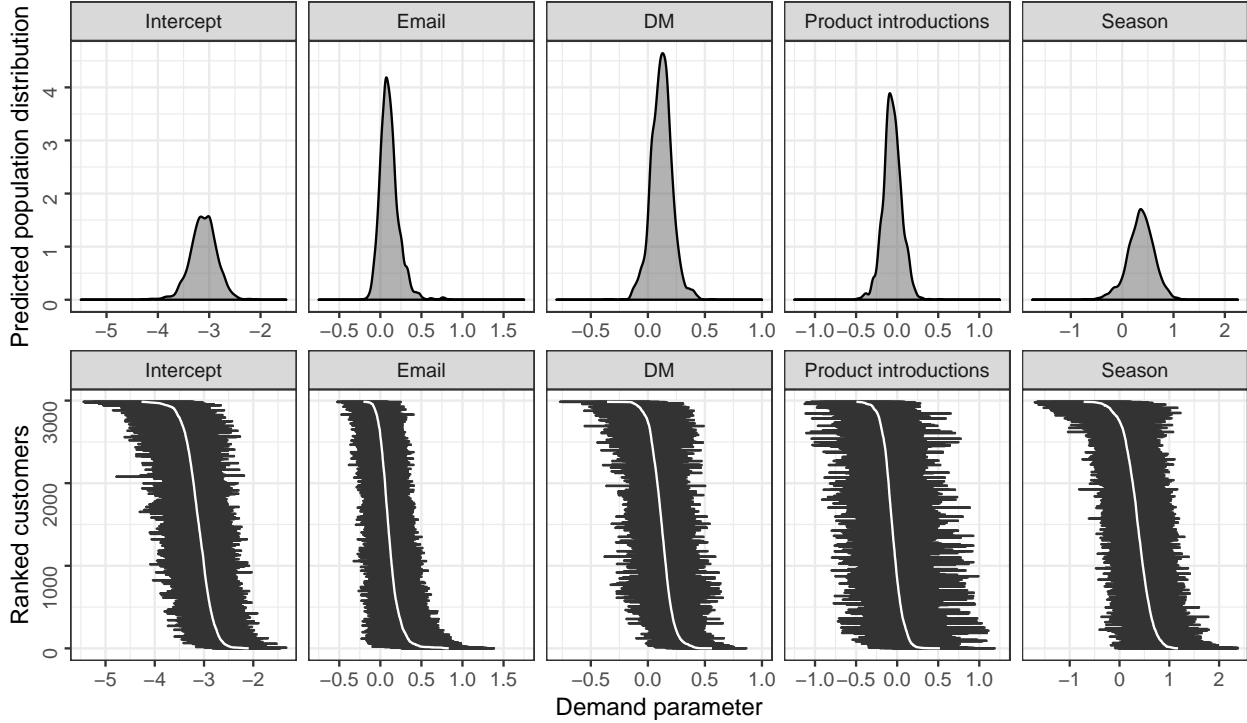 Intercept
Email
DM
Product introductions
Season
Predicted population distribution
0
1
2
3
4
−5 −4 −3 −2
−0.5 0.0 0.5 1.0 1.5
−0.5 0.0 0.5 1.0
−1.0 −0.5 0.0 0.5 1.0
−1 0 1 2
Intercept
Email
DM
Product introductions
Season
Ranked customers
0
1000
2000
3000
−5 −4 −3 −2
−0.5 0.0 0.5 1.0 1.5
−0.5 0.0 0.5 1.0
−1.0 −0.5 0.0 0.5 1.0
−1 0 1 2
Demand parameter